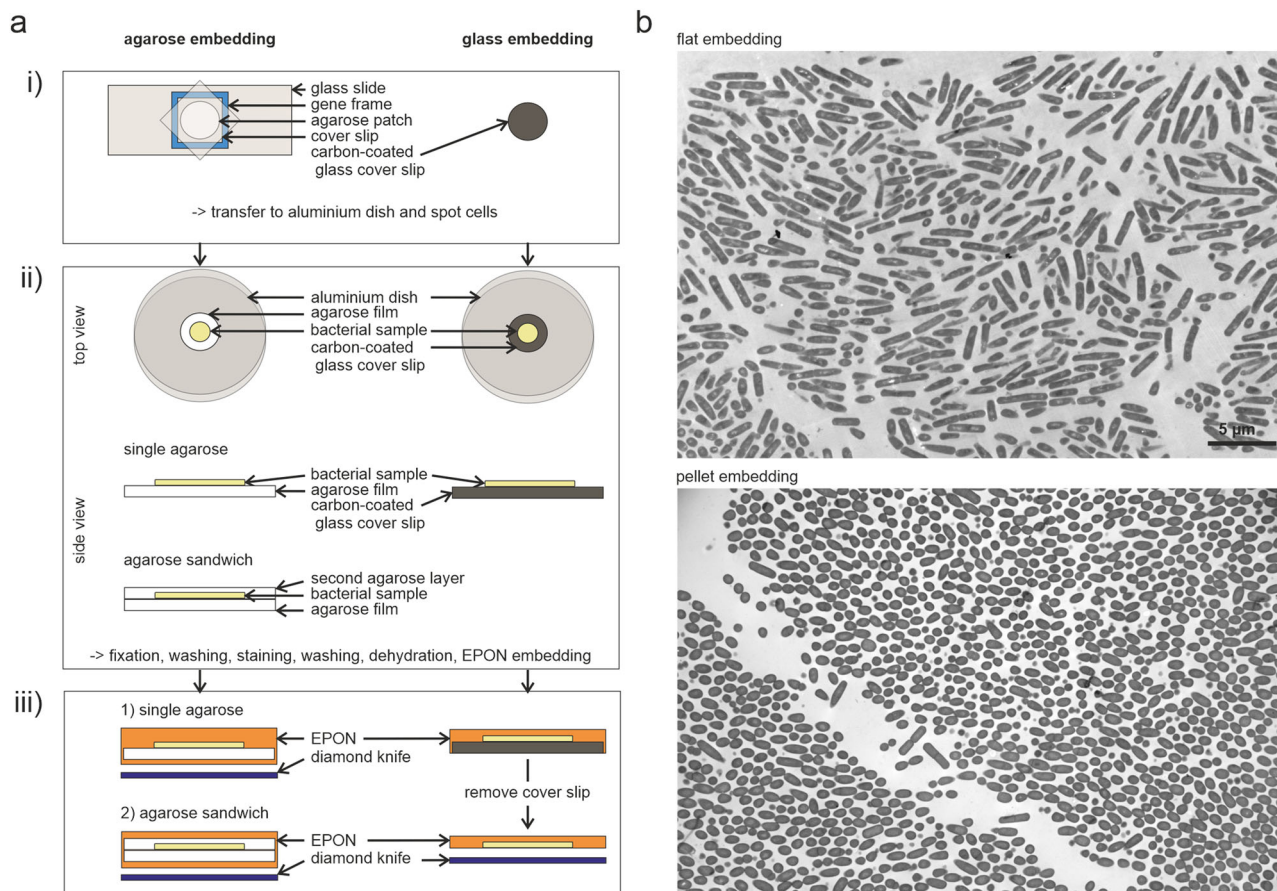 a
agarose embedding
glass embedding
i)
glass slide
gene frame
agarose patch
cover slip
carbon-coated
glass cover slip
-> transfer to aluminium dish and spot cells
ii)
top view
aluminium dish
agarose film
bacterial sample
carbon-coated
glass cover slip
side view
single agarose
bacterial sample
agarose film
carbon-coated
glass cover slip
agarose sandwich
second agarose layer
bacterial sample
agarose film
-> fixation, washing, staining, washing, dehydration, EPON embedding
iii)
1) single agarose
EPON
diamond knife
remove cover slip
2) agarose sandwich
EPON
diamond knife
b
flat embedding
5 µm
pellet embedding